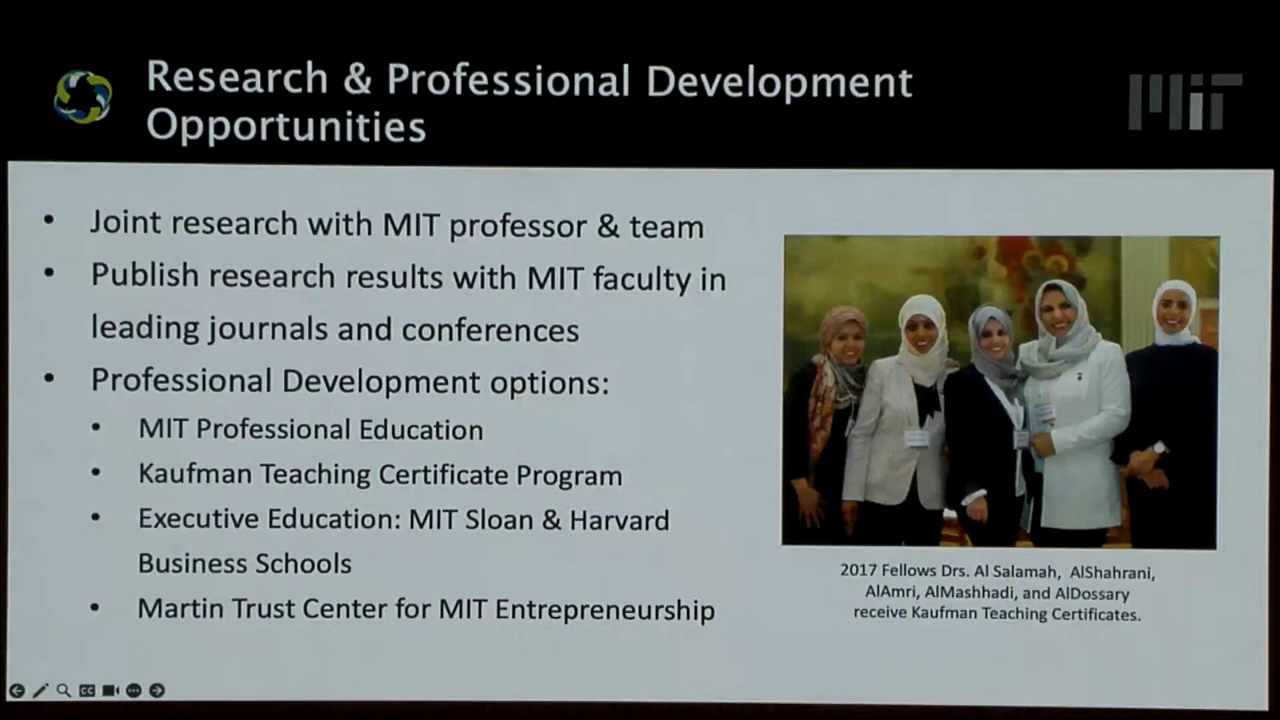 Research & Professional Development
Opportunities
MIT
• Joint research with MIT professor & team
• Publish research results with MIT faculty in
leading journals and conferences
• Professional Development options:
• MIT Professional Education
• Kaufman Teaching Certificate Program
• Executive Education: MIT Sloan & Harvard
Business Schools
• Martin Trust Center for MIT Entrepreneurship
2017 Fellows Drs. Al Salamah, AlShahrani,
AlAmri, AlMashhadi, and AlDossary
receive Kaufman Teaching Certificates.
CC